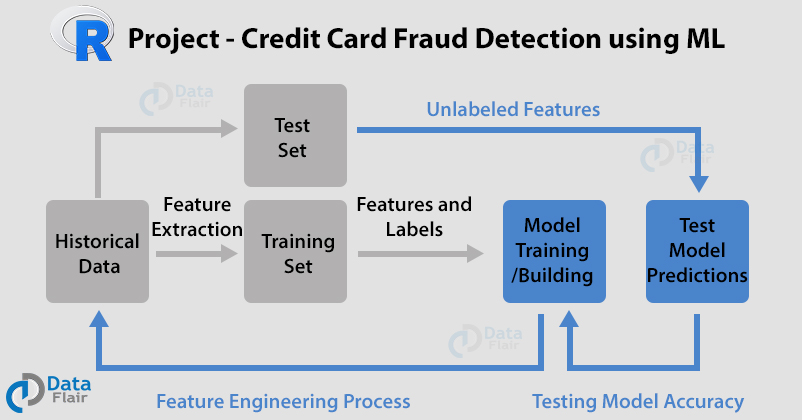 R Project - Credit Card Fraud Detection using ML
Data
Flair
Test
Set
Unlabeled Features
Data
Flair
Historical
Data
Feature
Extraction
Training
Set
Features and
Labels
Model
Training
/Building
Test
Model
Predictions
Data
Flair
Data
Flair
Feature Engineering Process
Testing Model Accuracy